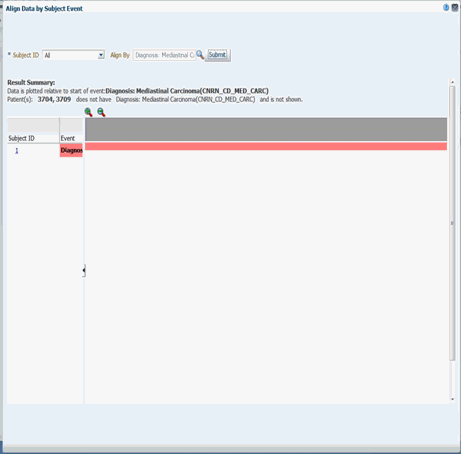 Align Data by Subject Event
* Subject ID All Align By Diagnosis: Mediastinal C. Submit
Result Summary:
Data is plotted relative to start of event:Diagnosis: Mediastinal Carcinoma(CNRN_CD_MED_CARC)
Patient(s): 3704, 3709 does not have Diagnosis: Mediastinal Carcinoma(CNRN_CD_MED_CARC) and is not shown.
Subject ID Event
1 Diagnos